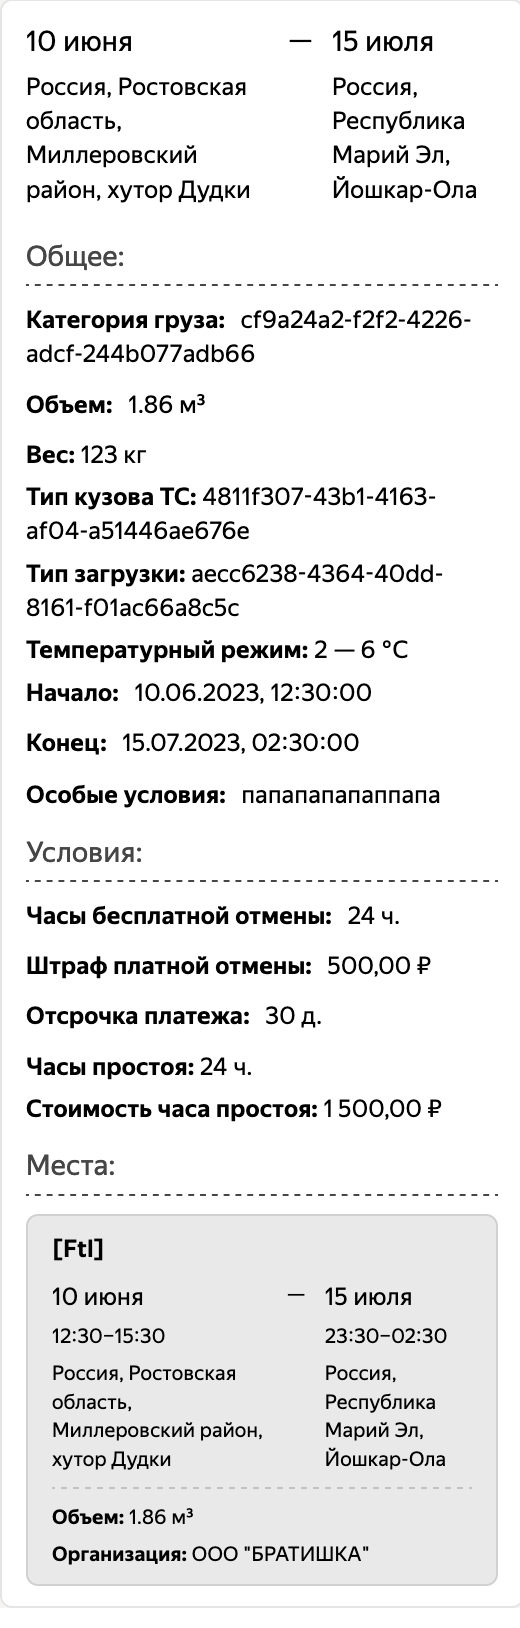 10 июня — 15 июля
Россия, Ростовская
область,
Миллеровский
район, хутор Дудки
Россия,
Республика
Марий Эл,
Йошкар-Ола
Общее:
Категория груза: cf9a24a2-f2f2-4226-
adcf-244b077adb66
Объем: 1.86 м³
Вес: 123 кг
Тип кузова ТС: 4811f307-43b1-4163-
af04-a51446ae676e
Тип загрузки: aecc6238-4364-40dd-
8161-f01ac66a8c5c
Температурный режим: 2 — 6 °C
Начало: 10.06.2023, 12:30:00
Конец: 15.07.2023, 02:30:00
Особые условия: папапапапаппапа
Условия:
Часы бесплатной отмены: 24 ч.
Штраф платной отмены: 500,00 ₽
Отсрочка платежа: 30 д.
Часы простоя: 24 ч.
Стоимость часа простоя: 1 500,00 ₽
Места:
[Ftl]
10 июня — 15 июля
12:30–15:30 23:30–02:30
Россия, Ростовская
область,
Миллеровский район,
хутор Дудки
Россия,
Республика
Марий Эл,
Йошкар-Ола
Объем: 1.86 м³
Организация: ООО "БРАТИШКА"